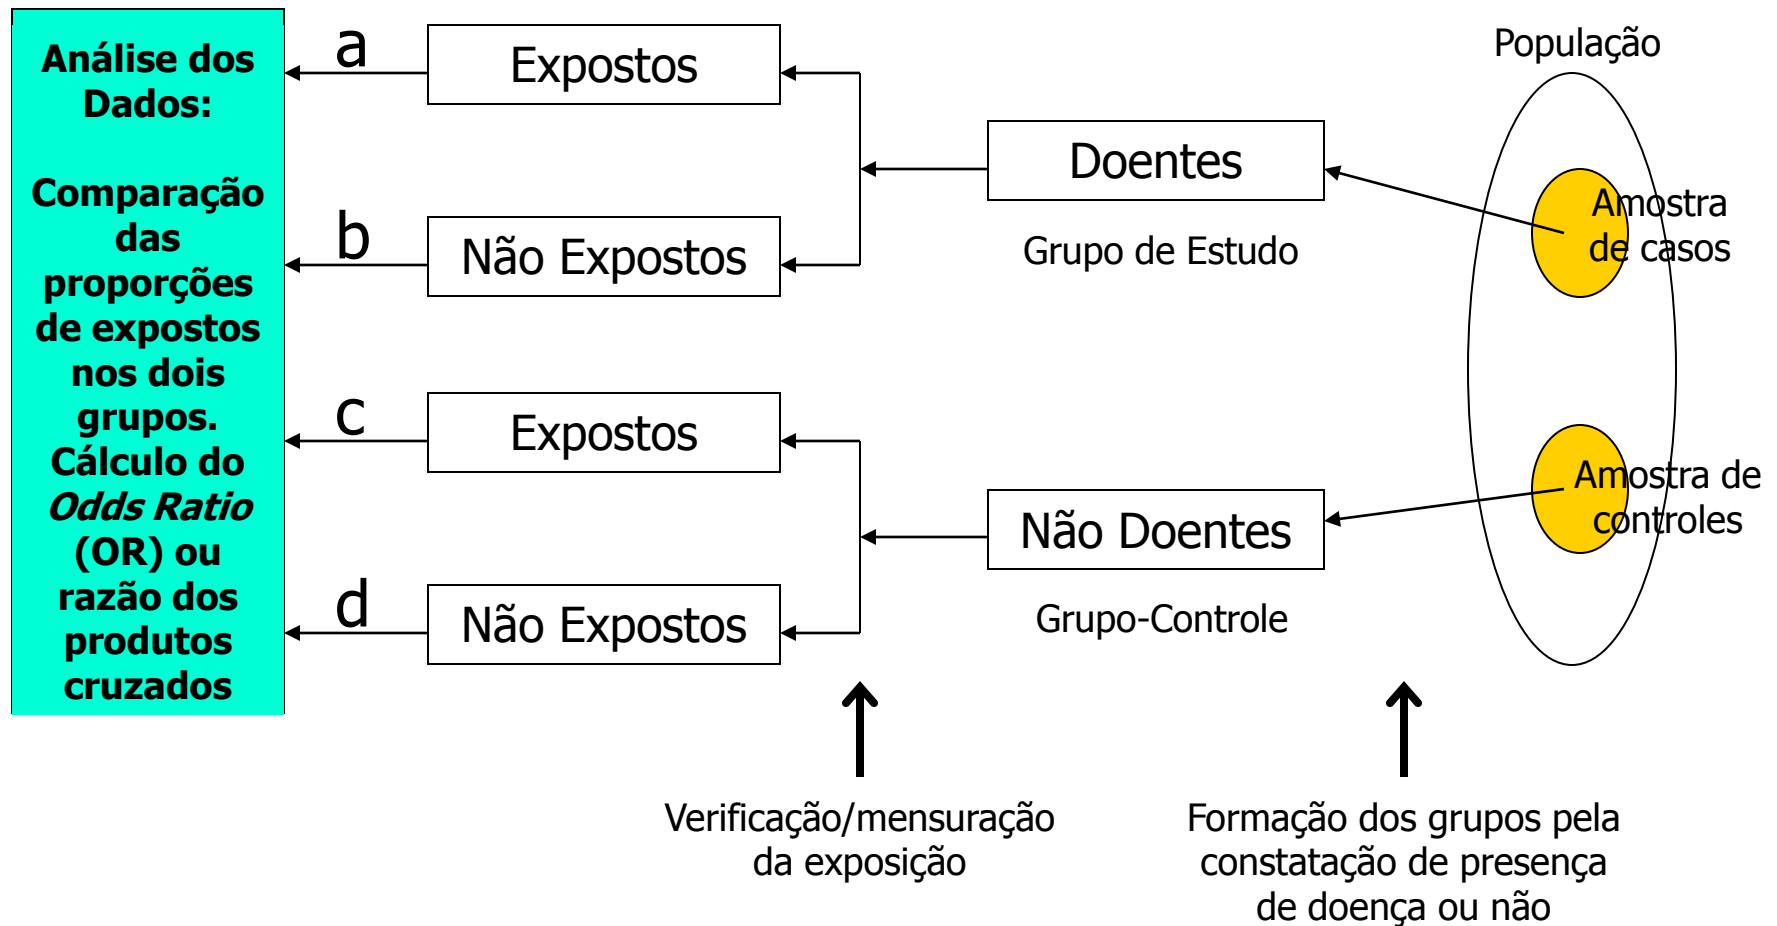 Análise dos
Dados:
Comparação
das
proporções
de expostos
nos dois
grupos.
Cálculo do
Odds Ratio
(OR) ou
razão dos
produtos
cruzados
a
Expostos
b
Não Expostos
c
Expostos
d
Não Expostos
Doentes
Grupo de Estudo
Não Doentes
Grupo-Controle
População
Amostra
de casos
Amostra de
controles
Verificação/mensuração
da exposição
Formação dos grupos pela
constatação de presença
de doença ou não